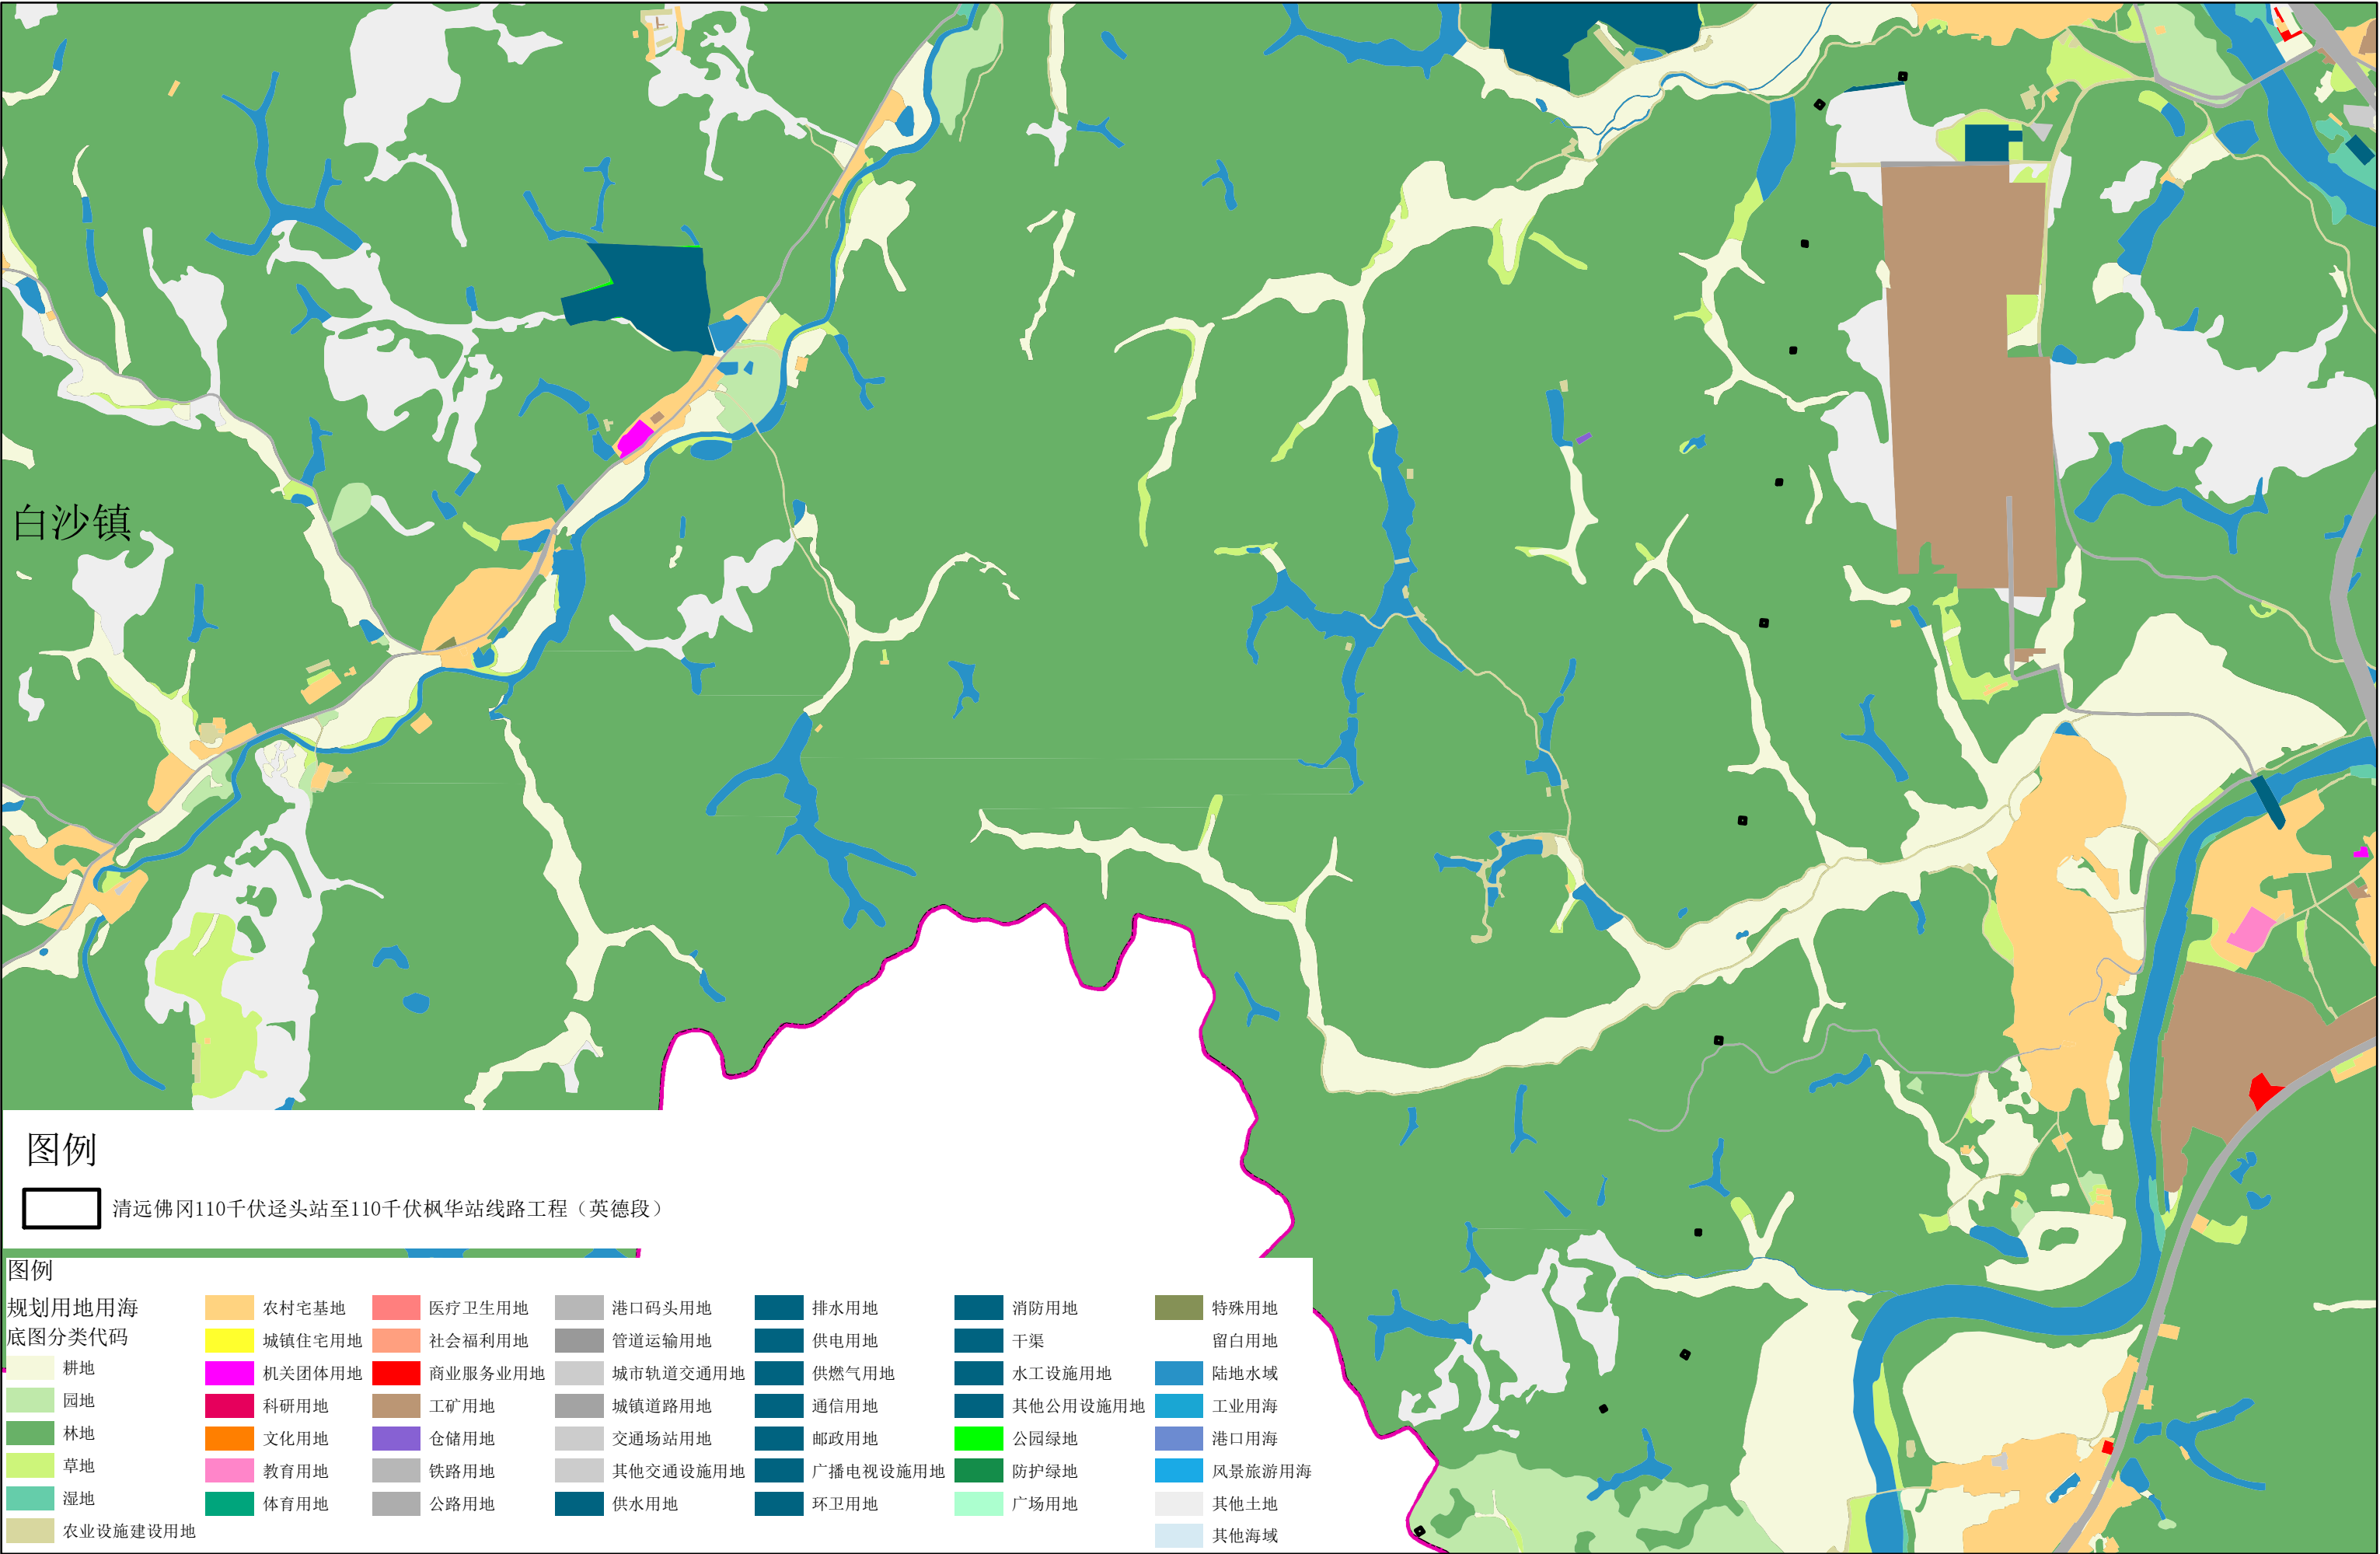 白沙镇
图例
清远佛冈110千伏迳头站至110千伏枫华站线路工程（英德段）
图例
规划用地用海
底图分类代码
耕地
园地
林地
草地
湿地
农业设施建设用地
农村宅基地
城镇住宅用地
机关团体用地
科研用地
文化用地
教育用地
体育用地
医疗卫生用地
社会福利用地
商业服务业用地
工矿用地
仓储用地
铁路用地
公路用地
港口码头用地
管道运输用地
城市轨道交通用地
城镇道路用地
交通场站用地
其他交通设施用地
供水用地
排水用地
供电用地
供燃气用地
通信用地
邮政用地
广播电视设施用地
环卫用地
消防用地
干渠
水工设施用地
其他公用设施用地
公园绿地
防护绿地
广场用地
特殊用地
留白用地
陆地水域
工业用海
港口用海
风景旅游用海
其他土地
其他海域